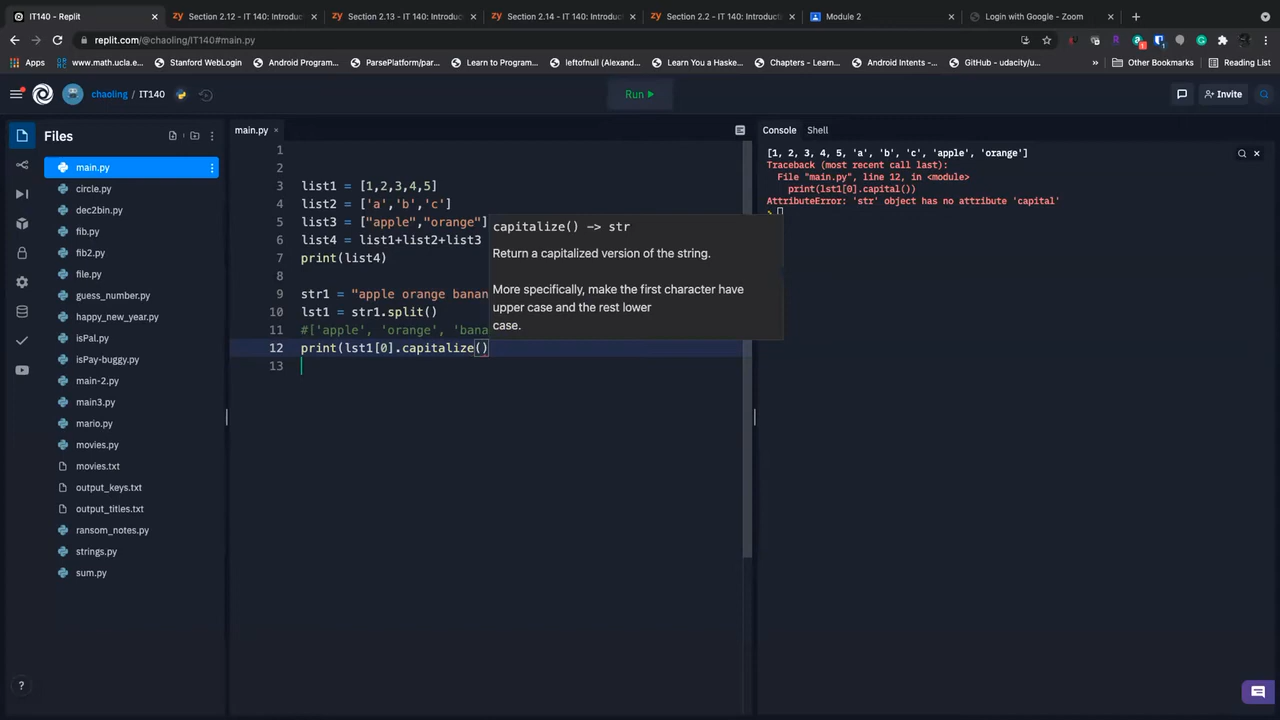 IT140 - Replit
Section 2.12 - IT 140: Introduct
Section 2.13 - IT 140: Introduct
Section 2.14 - IT 140: Introduct
Section 2.2 - IT 140: Introducti
Module 2
Login with Google - Zoom
replit.com/@chaoling/IT140#main.py
Apps
www.math.ucla.e...
Stanford WebLogin
Android Program...
ParsePlatform/par...
Learn to Program...
leftofnull (Alexand...
Learn You a Haske...
Chapters - Learn...
Android Intents -...
GitHub - udacity/u...
»
Other Bookmarks
Reading List
chaoling / IT140
Run
Invite
Files
main.py
circle.py
dec2bin.py
fib.py
fib2.py
file.py
guess_number.py
happy_new_year.py
isPal.py
isPay-buggy.py
main-2.py
main3.py
mario.py
movies.py
movies.txt
output_keys.txt
output_titles.txt
ransom_notes.py
strings.py
sum.py
?
main.py ×
1
2
3 list1 = [1,2,3,4,5]
4 list2 = ['a','b','c']
5 list3 = ["apple","orange"]
6 list4 = list1+list2+list3
7 print(list4)
8
9 str1 = "apple orange banan
10 lst1 = str1.split()
11 #['apple', 'orange', 'bana
12 print(lst1[0].capitalize()
13
capitalize() -> str
Return a capitalized version of the string.
More specifically, make the first character have
upper case and the rest lower
case.
Console
Shell
[1, 2, 3, 4, 5, 'a', 'b', 'c', 'apple', 'orange']
Traceback (most recent call last):
File "main.py", line 12, in <module>
print(lst1[0].capital())
AttributeError: 'str' object has no attribute 'capital'